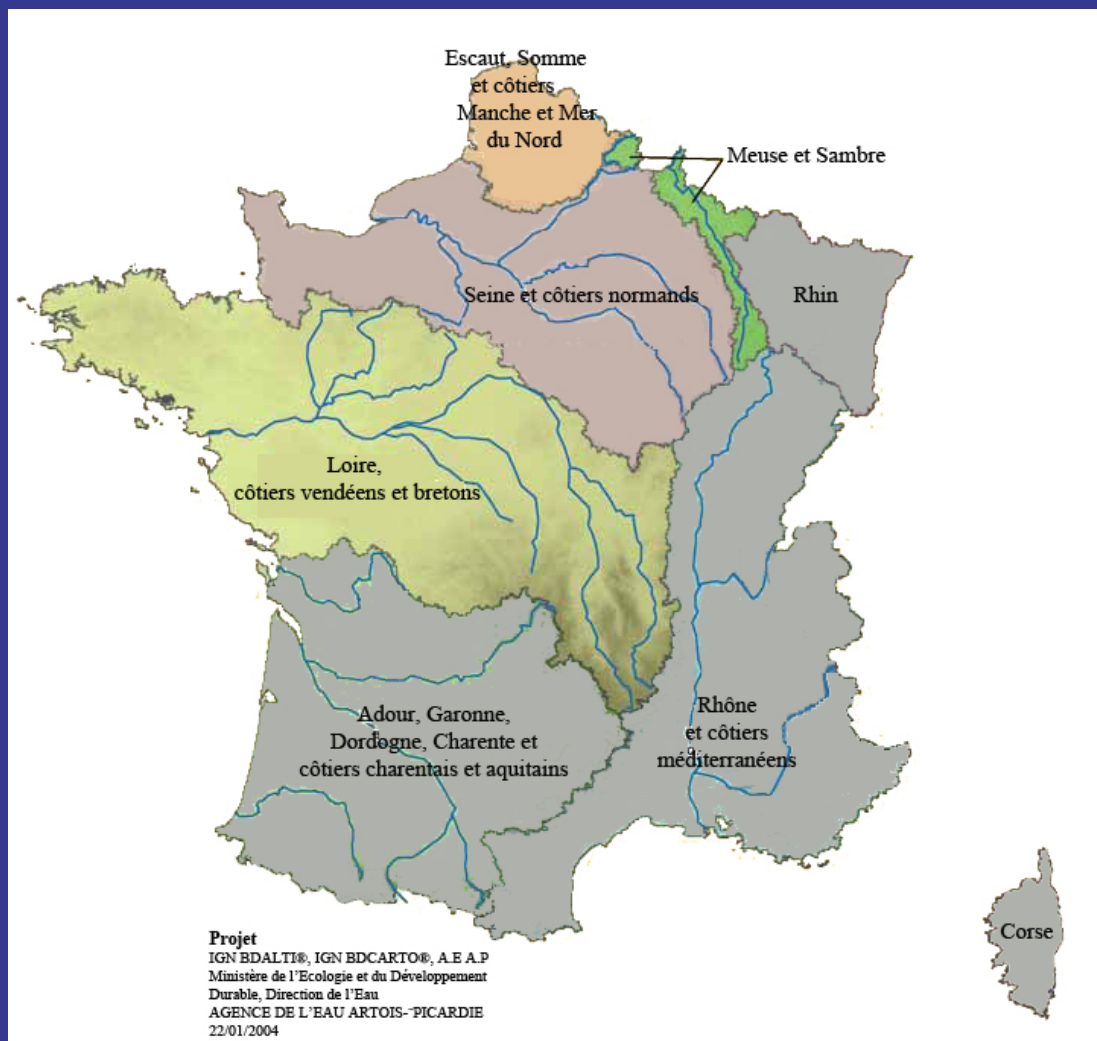 Escaut, Somme
et côtiers
Manche et Mer
du Nord
Meuse et Sambre
Seine et côtiers normands
Rhin
Loire,
côtiers vendéens et bretons
Adour, Garonne,
Dordogne, Charente et
côtiers charentais et aquitains
Rhône
et côtiers
méditerranéens
Corse
Projet
IGN BDALTI®, IGN BDCARTO®, A.E A.P
Ministère de l'Ecologie et du Développement
Durable, Direction de l'Eau
AGENCE DE L'EAU ARTOIS-¨PICARDIE
22/01/2004